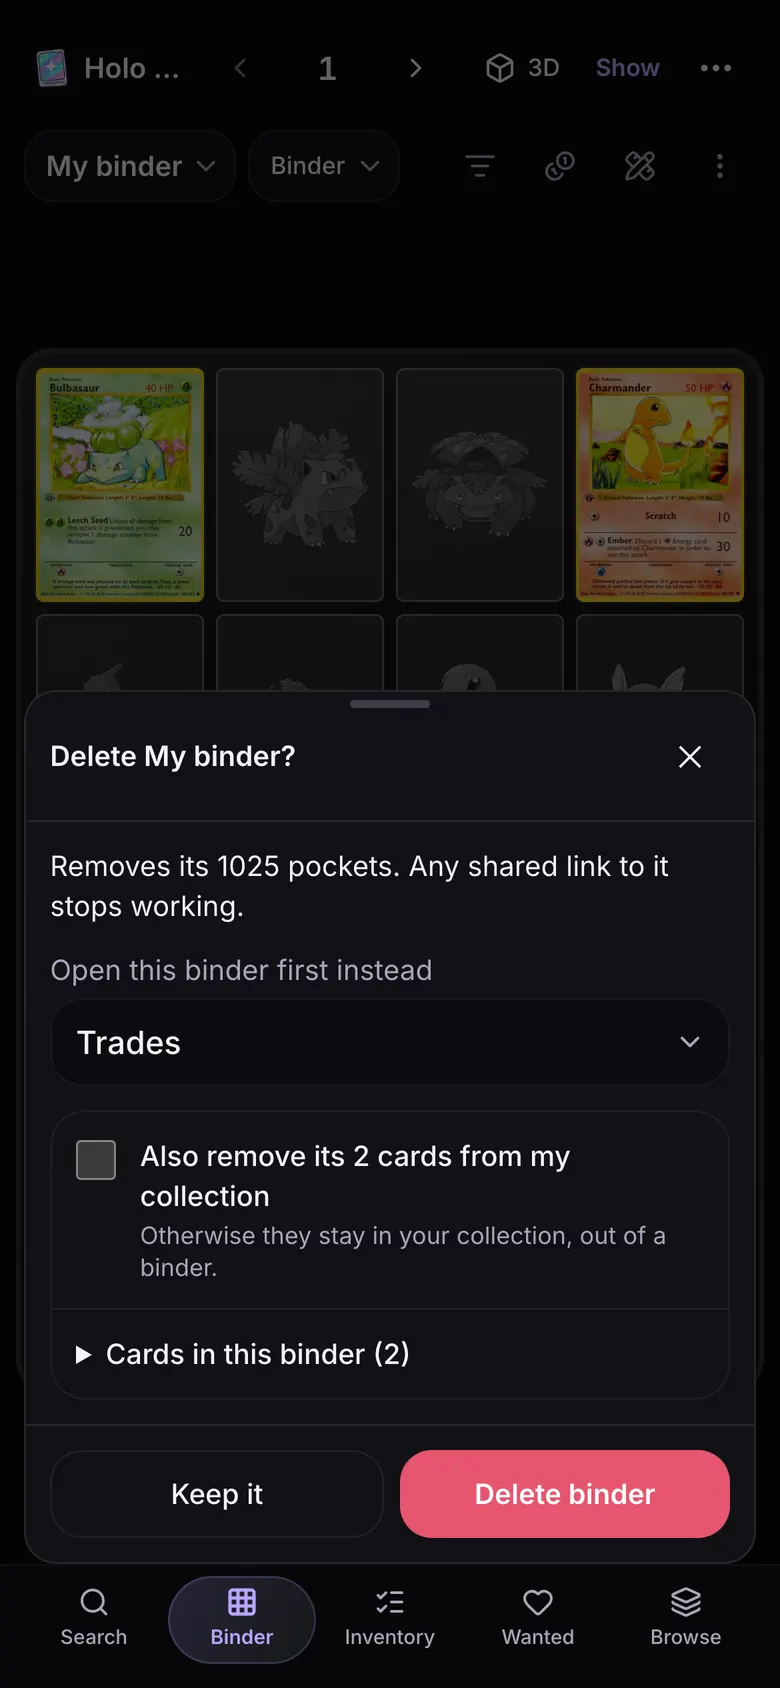 Holo ...
1
3D
Show
My binder
Binder
Bulbasaur
40 HP
Leech Seed
20
Charmander
50 HP
Scratch
10
Ember
30
Delete My binder?
Removes its 1025 pockets. Any shared link to it
stops working.
Open this binder first instead
Trades
Also remove its 2 cards from my
collection
Otherwise they stay in your collection, out of a
binder.
Cards in this binder (2)
Keep it
Delete binder
Search
Binder
Inventory
Wanted
Browse